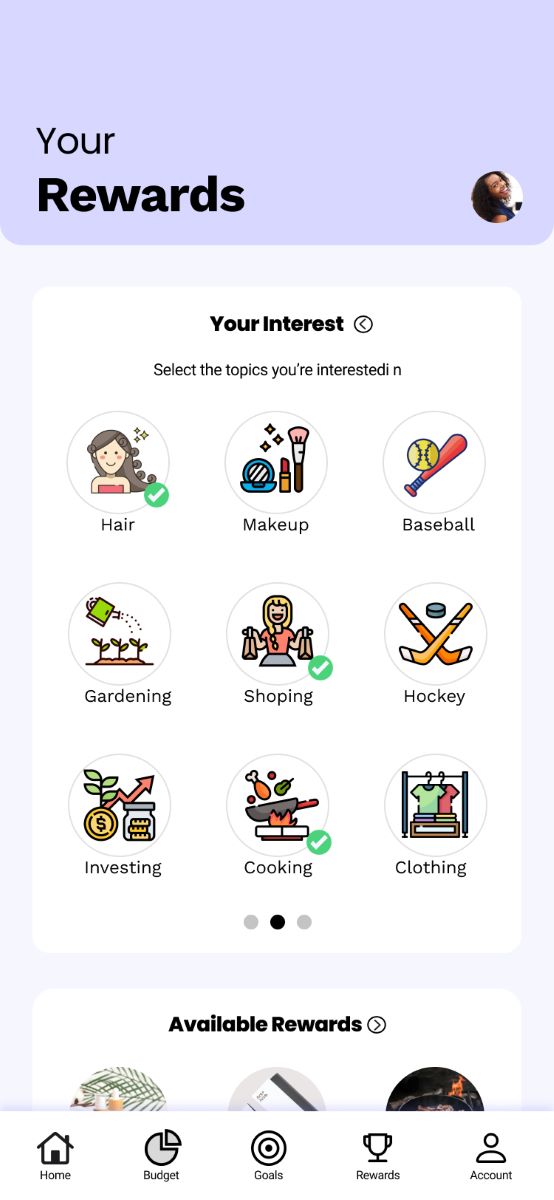 Your
Rewards
Your Interest
Select the topics you're interestedi n
Hair
Makeup
Baseball
Gardening
Shoping
Hockey
Investing
Cooking
Clothing
Available Rewards
Home
Budget
Goals
Rewards
Account